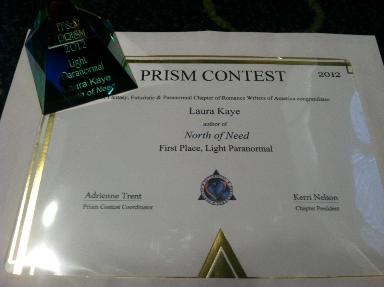 PRISM
2012
Light
Paranormal
Laura Kaye
of Need
PRISM CONTEST
2012
Futuristic & Paranormal Chapter of Romance Writers of America congratulates
Laura Kaye
author of
North of Need
First Place, Light Paranormal
Adrienne Trent
Prism Contest Coordinator
Kerri Nelson
Chapter President